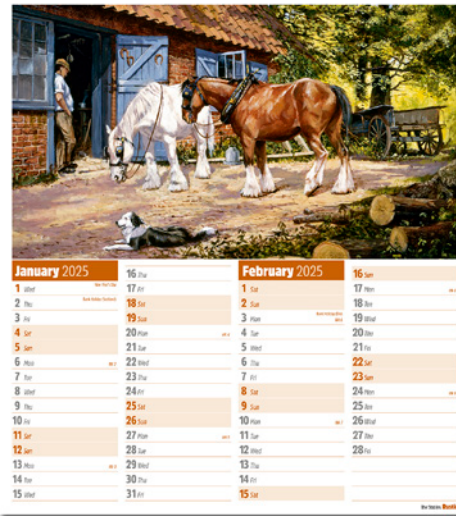 January 2025
1 Wed New Year's Day
2 Thu
3 Fri
4 Sat
5 Sun
6 Mon
7 Tue
8 Wed
9 Thu
10 Fri
11 Sat
12 Sun
13 Mon
14 Tue
15 Wed
16 Thu
17 Fri
18 Sat
19 Sun
20 Mon
21 Tue
22 Wed
23 Thu
24 Fri
25 Sat
26 Sun
27 Mon
28 Tue
29 Wed
30 Thu
31 Fri
February 2025
1 Sat
2 Sun
3 Mon
4 Tue
5 Wed
6 Thu
7 Fri
8 Sat
9 Sun
10 Mon
11 Tue
12 Wed
13 Thu
14 Fri
15 Sat
16 Sun
17 Mon
18 Tue
19 Wed
20 Thu
21 Fri
22 Sat
23 Sun
24 Mon
25 Tue
26 Wed
27 Thu
28 Fri